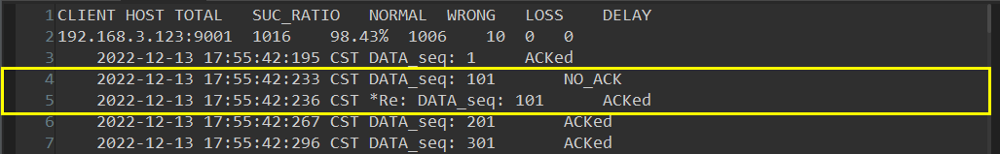 1 CLIENT HOST TOTAL SUC_RATIO NORMAL WRONG LOSS DELAY
2 192.168.3.123:9001 1016 98.43% 1006 10 0 0
3 2022-12-13 17:55:42:195 CST DATA_seq: 1 ACKed
4 2022-12-13 17:55:42:233 CST DATA_seq: 101 NO_ACK
5 2022-12-13 17:55:42:236 CST *Re: DATA_seq: 101 ACKed
6 2022-12-13 17:55:42:267 CST DATA_seq: 201 ACKed
7 2022-12-13 17:55:42:296 CST DATA_seq: 301 ACKed